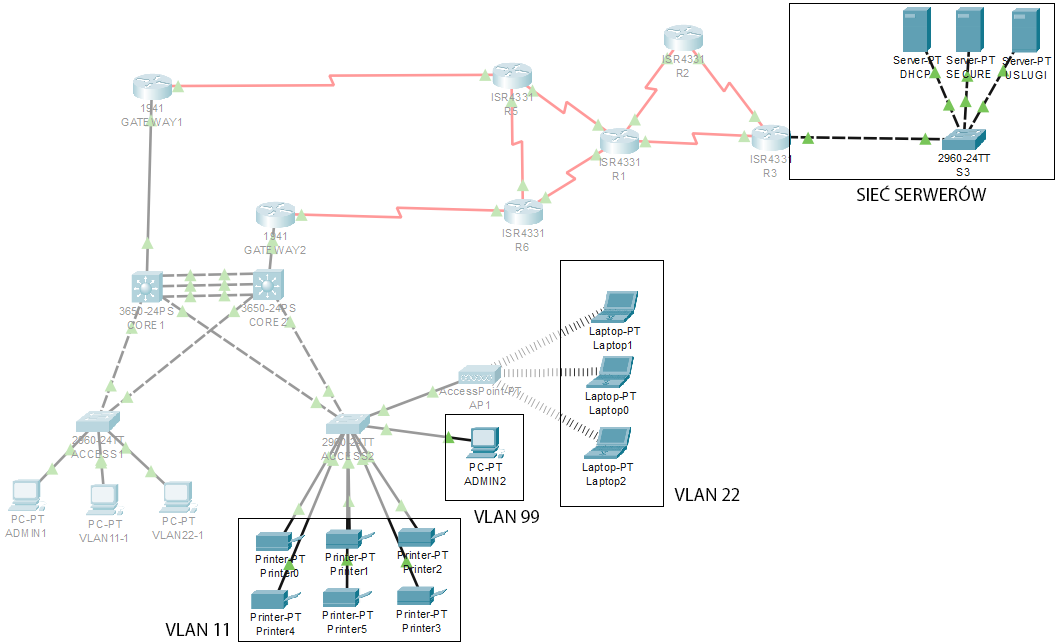 ISR4331
R2
Server-PT
DHCP
Server-PT
SECURE
Server-PT
USLUGI
1941
GATEWAY1
ISR4331
R5
ISR4331
R1
ISR4331
R3
2960-24TT
S3
SIEĆ SERWERÓW
1941
GATEWAY2
ISR4331
R6
3650-24PS
CORE1
3650-24PS
CORE2
Laptop-PT
Laptop1
AccessPoint-PT
AP1
Laptop-PT
Laptop0
2960-24TT
ACCESS1
2960-24TT
ACCESS2
PC-PT
ADMIN2
Laptop-PT
Laptop2
VLAN 22
VLAN 99
PC-PT
ADMIN1
PC-PT
VLAN11-1
PC-PT
VLAN22-1
Printer-PT
Printer0
Printer-PT
Printer1
Printer-PT
Printer2
Printer-PT
Printer4
Printer-PT
Printer5
Printer-PT
Printer3
VLAN 11